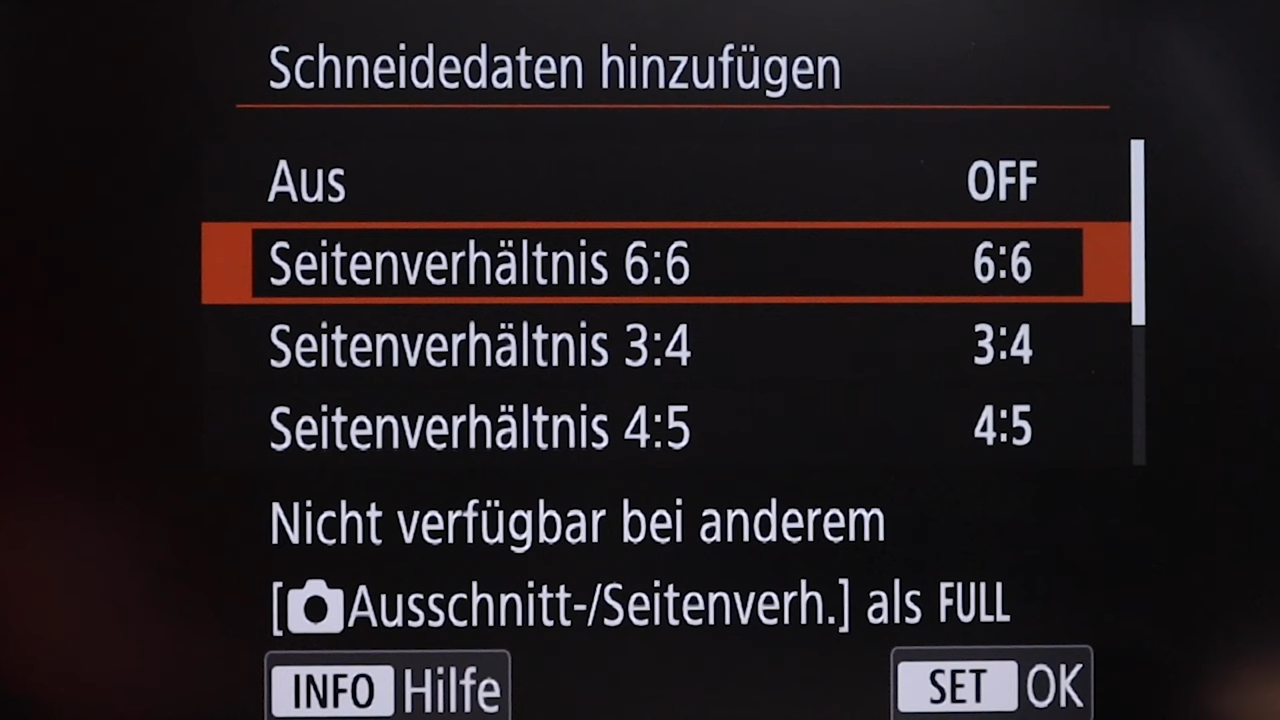 Schneidedaten hinzufügen
Aus OFF
Seitenverhältnis 6:6 6:6
Seitenverhältnis 3:4 3:4
Seitenverhältnis 4:5 4:5
Nicht verfügbar bei anderem
[Ausschnitt-/Seitenverh.] als FULL
INFO Hilfe SET OK